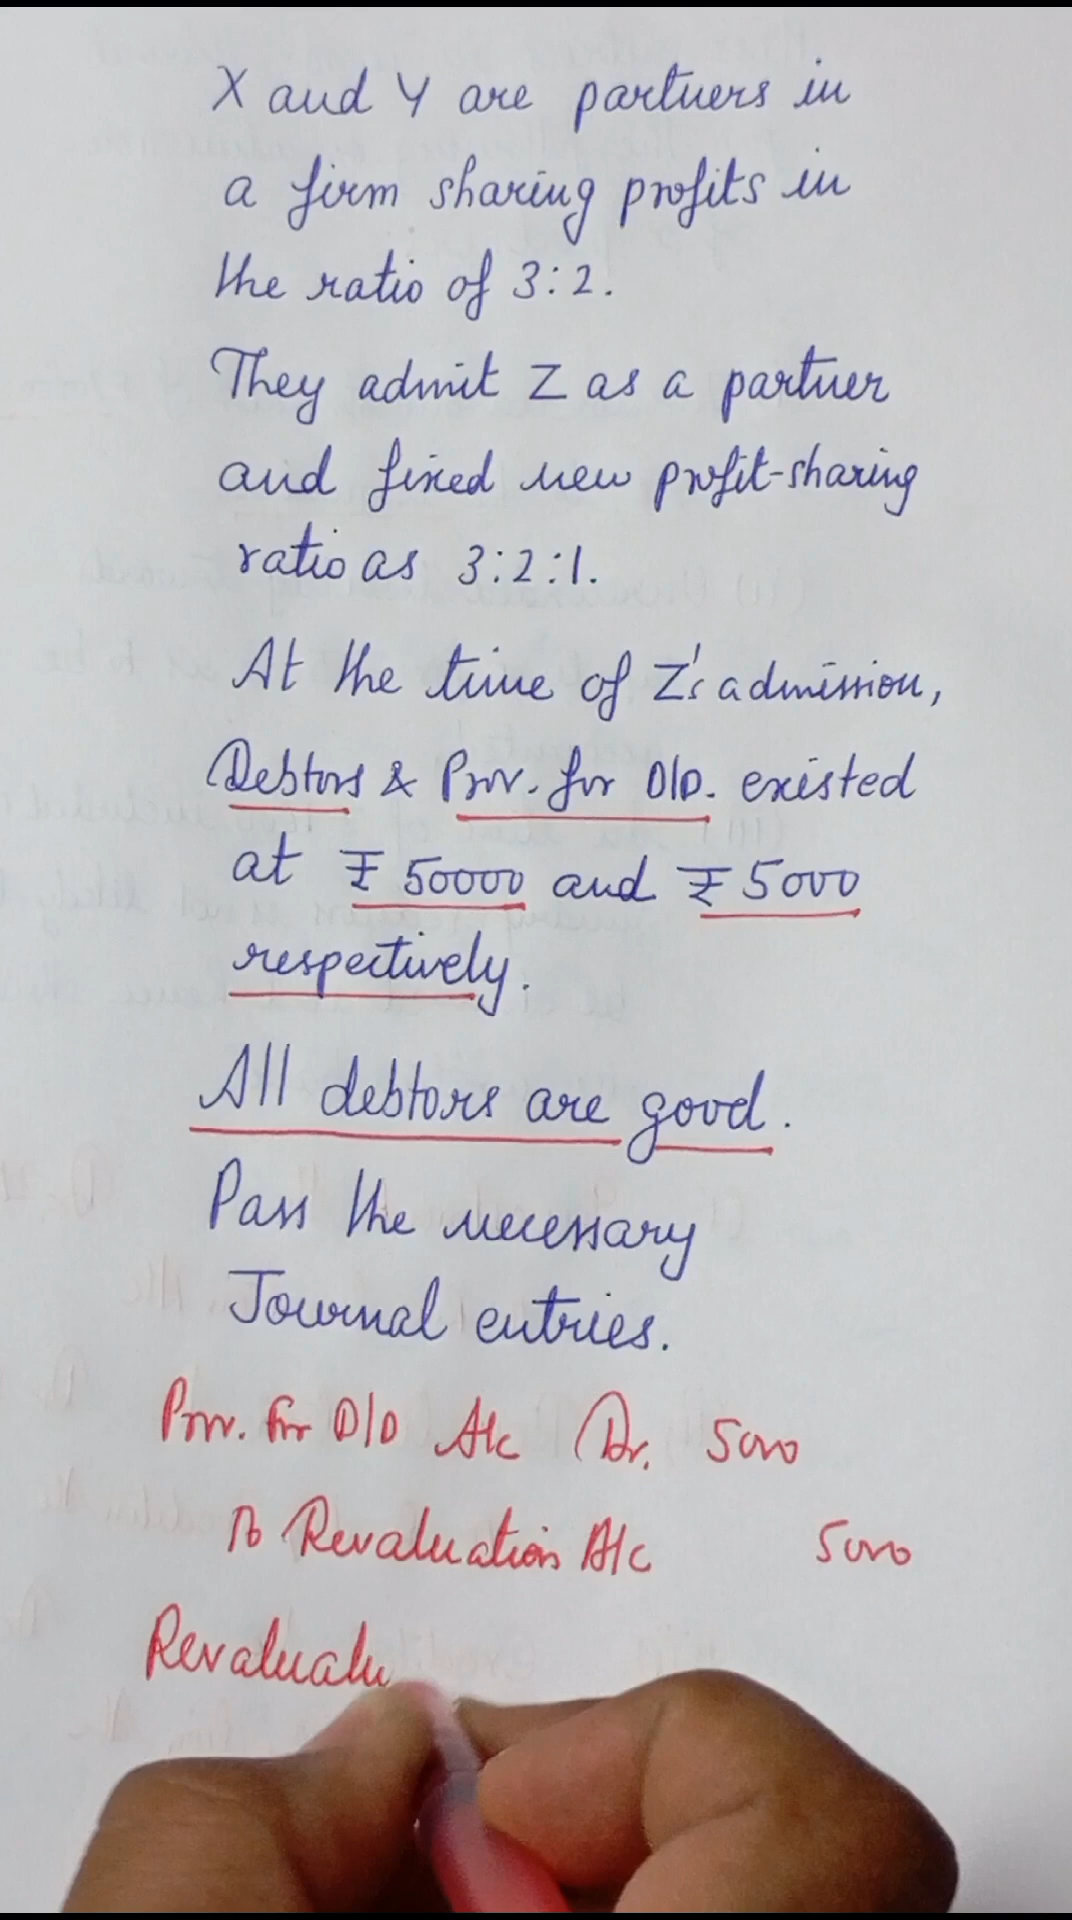 X and Y are partners in
a firm sharing profits in
the ratio of 3:2.
They admit Z as a partner
and fixed new profit-sharing
ratio as 3:2:1.
At the time of Z's admission,
Debtors & Prov. for D/D. existed
at ₹ 50000 and ₹ 5000
respectively.
All debtors are good.
Pass the necessary
Journal entries.
Prov. for D/D A/c Dr. 5000
To Revaluation A/c 5000